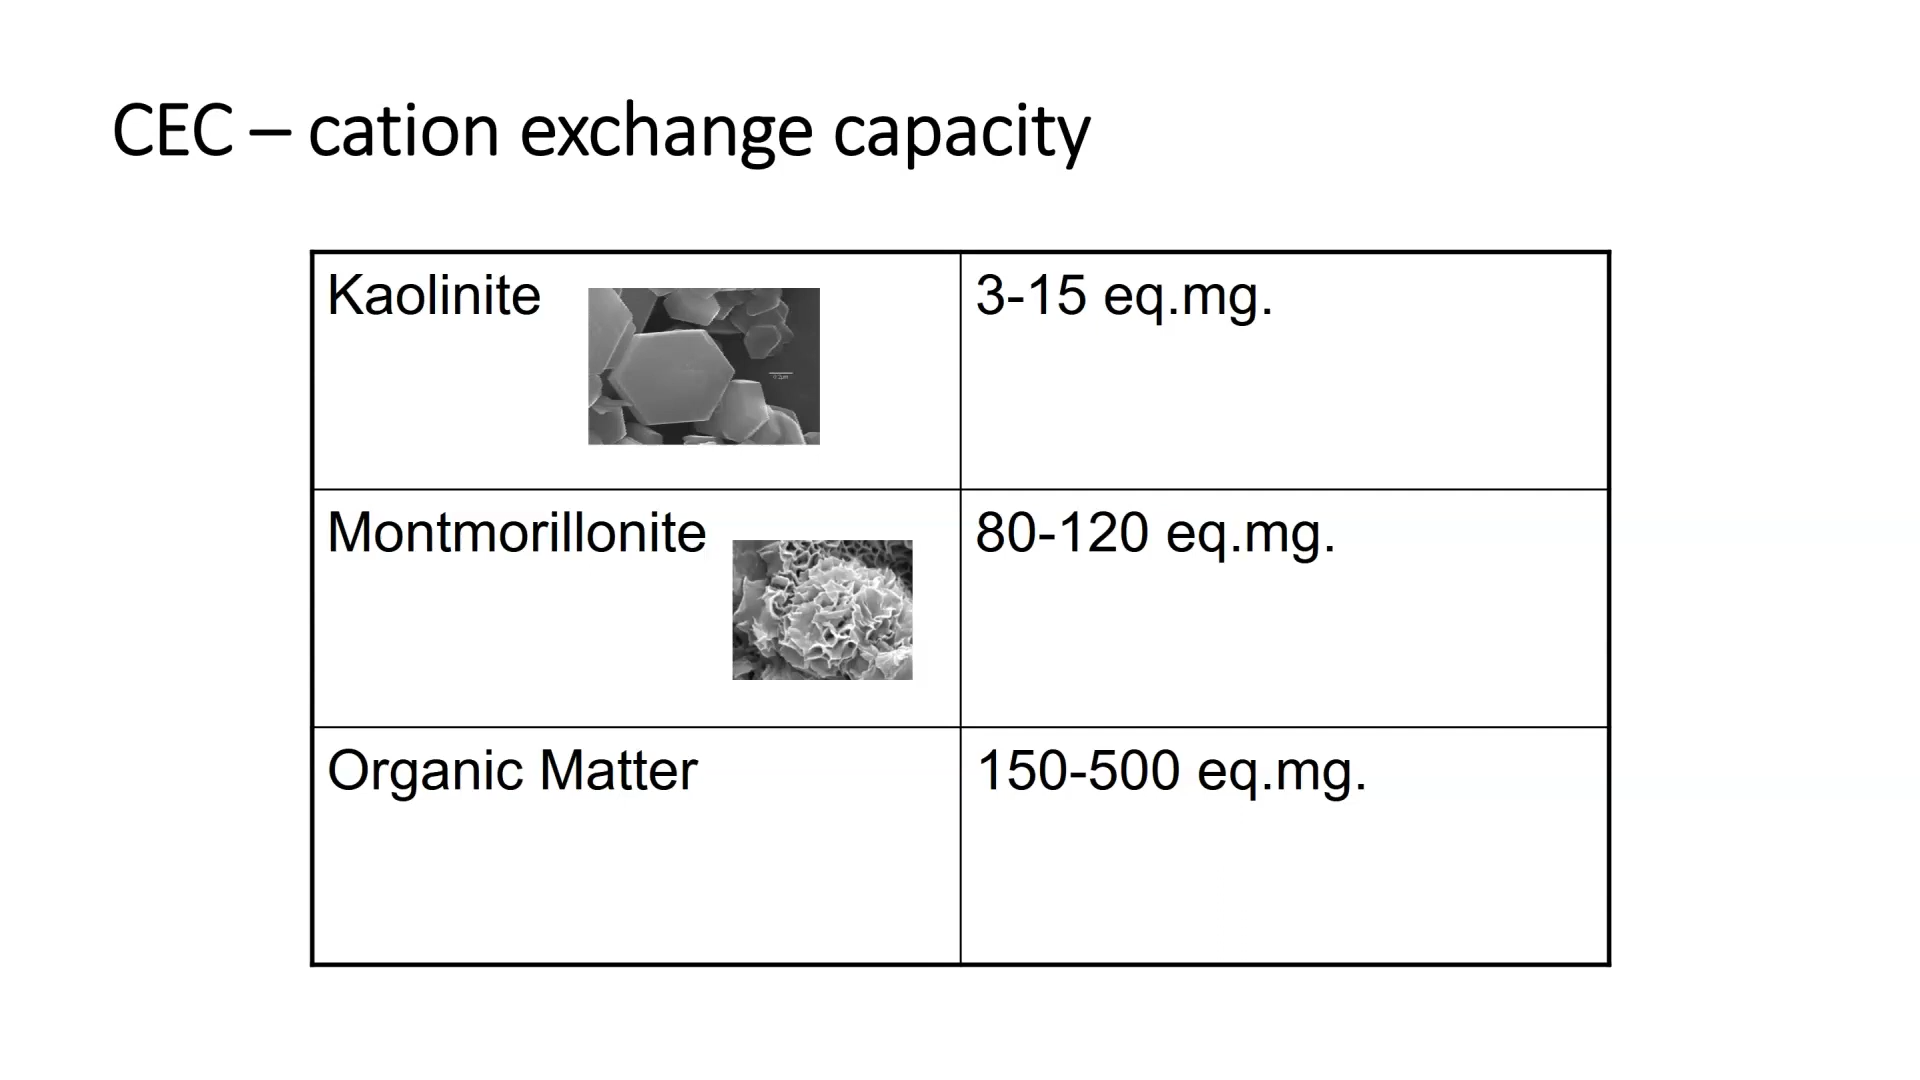 CEC – cation exchange capacity
Kaolinite
3-15 eq.mg.
Montmorillonite
80-120 eq.mg.
Organic Matter
150-500 eq.mg.